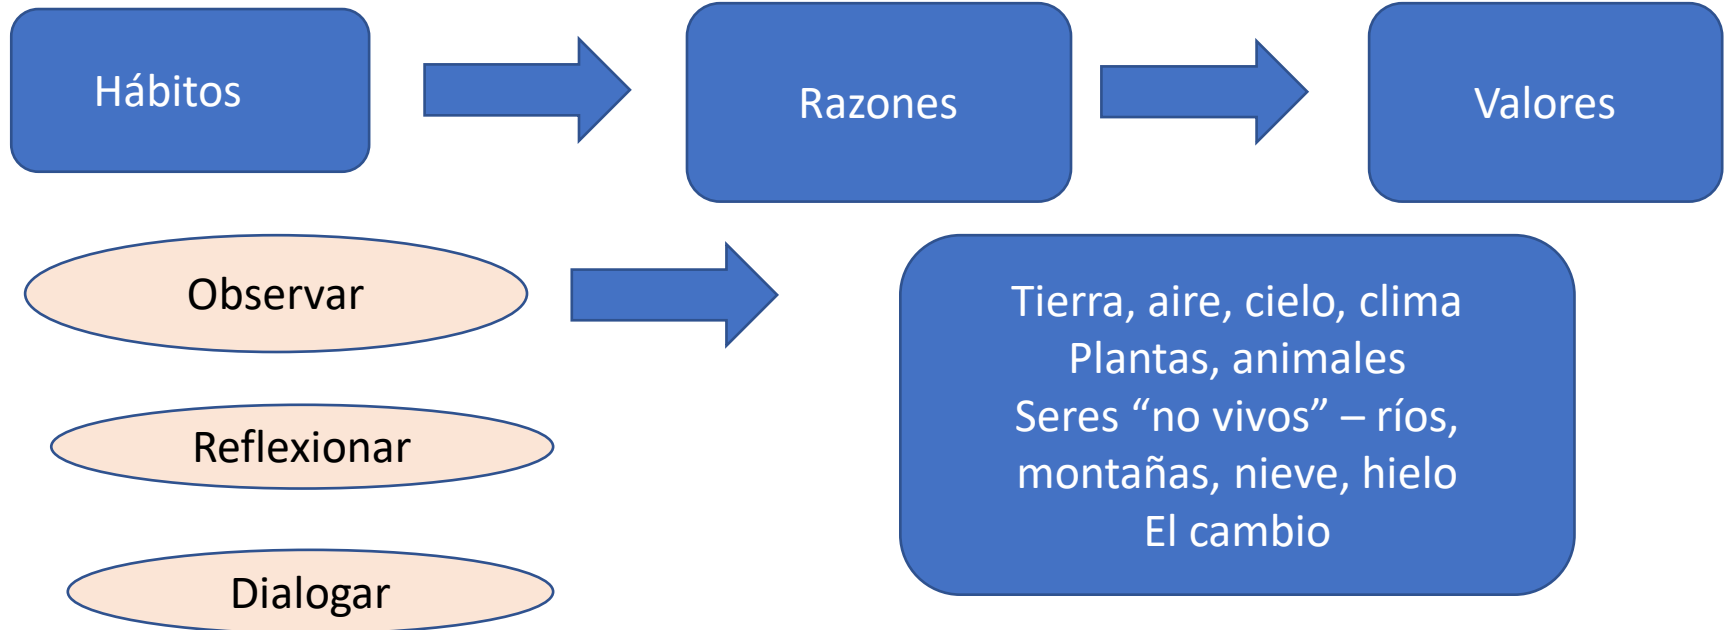 Hábitos
Razones
Valores
Observar
Tierra, aire, cielo, clima
Plantas, animales
Seres “no vivos” – ríos,
montañas, nieve, hielo
El cambio
Reflexionar
Dialogar